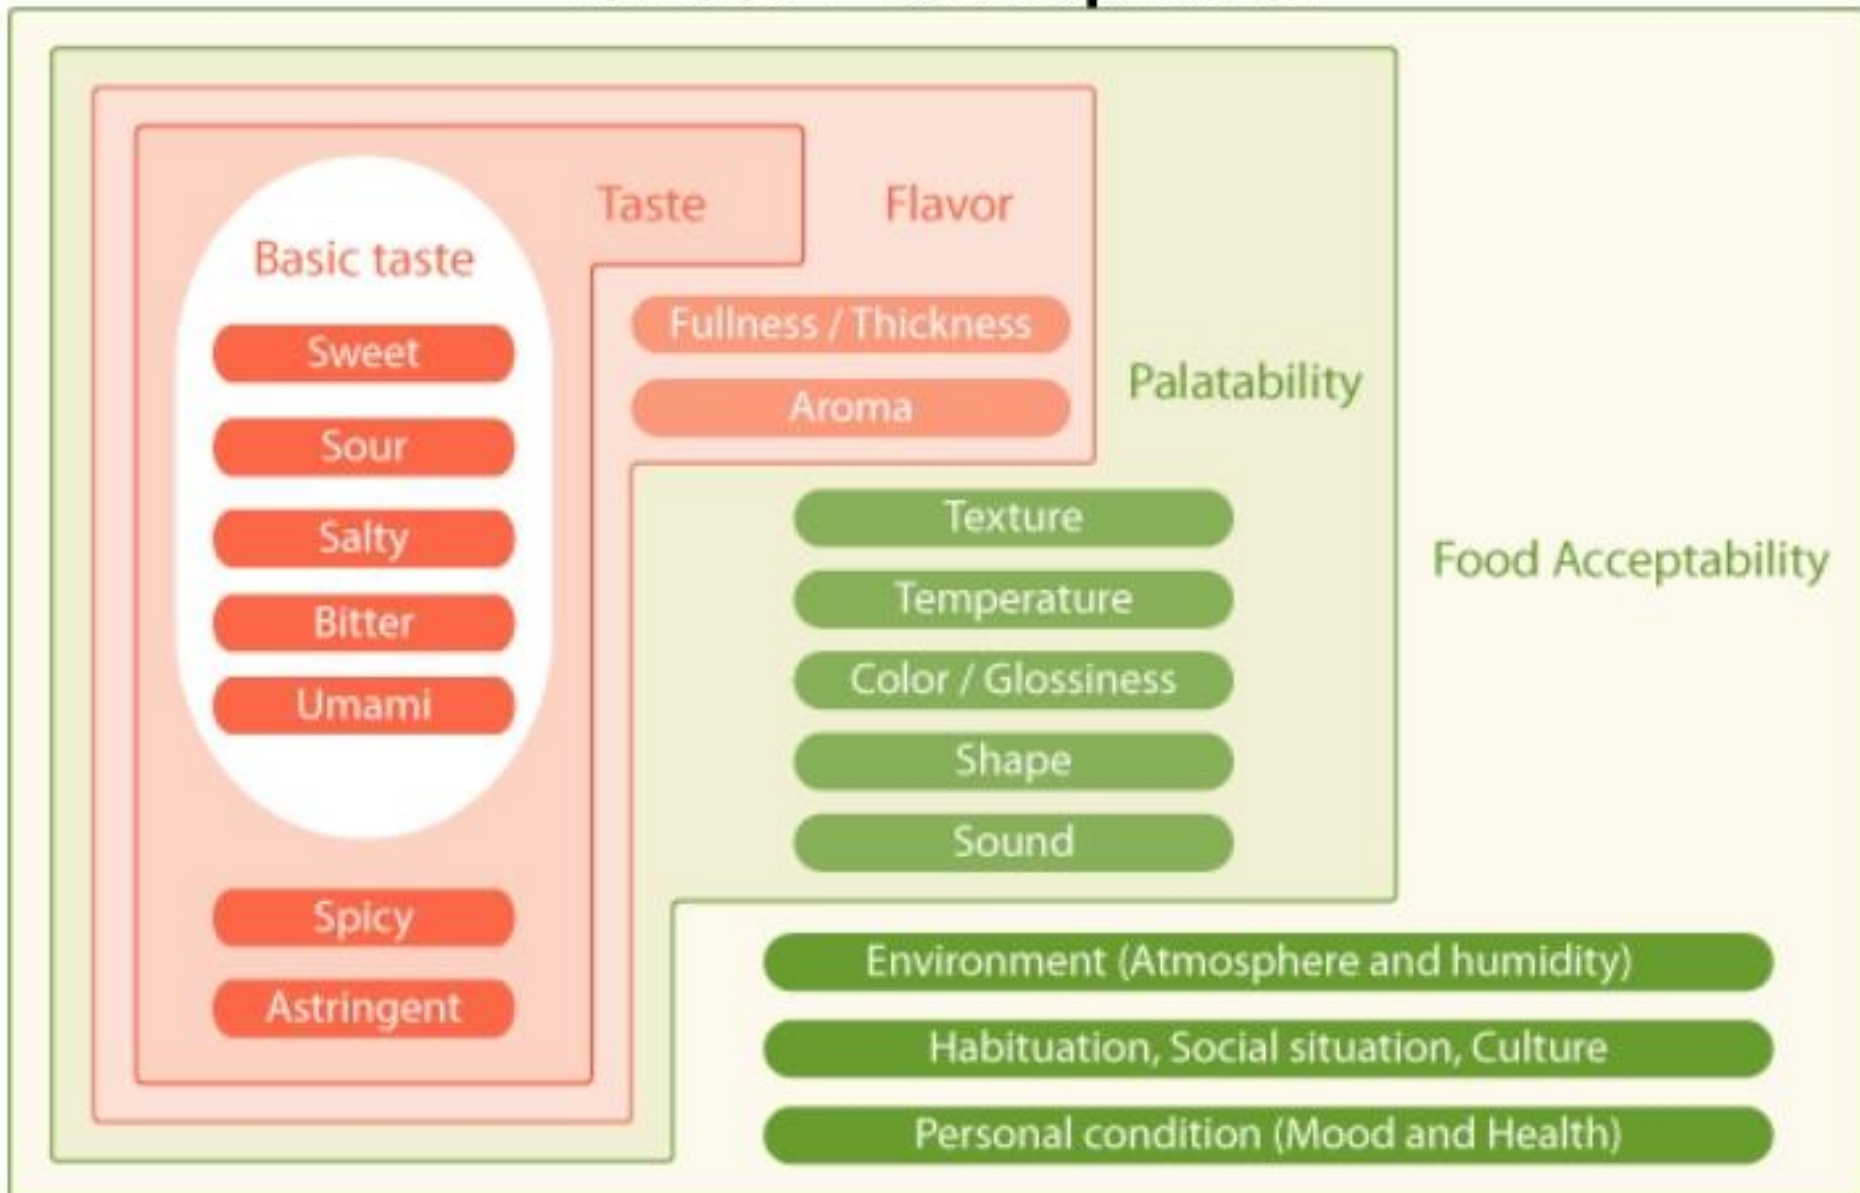 Taste
Flavor
Basic taste
Sweet
Sour
Salty
Bitter
Umami
Spicy
Astringent
Fullness / Thickness
Aroma
Palatability
Texture
Temperature
Color / Glossiness
Shape
Sound
Food Acceptability
Environment (Atmosphere and humidity)
Habituation, Social situation, Culture
Personal condition (Mood and Health)